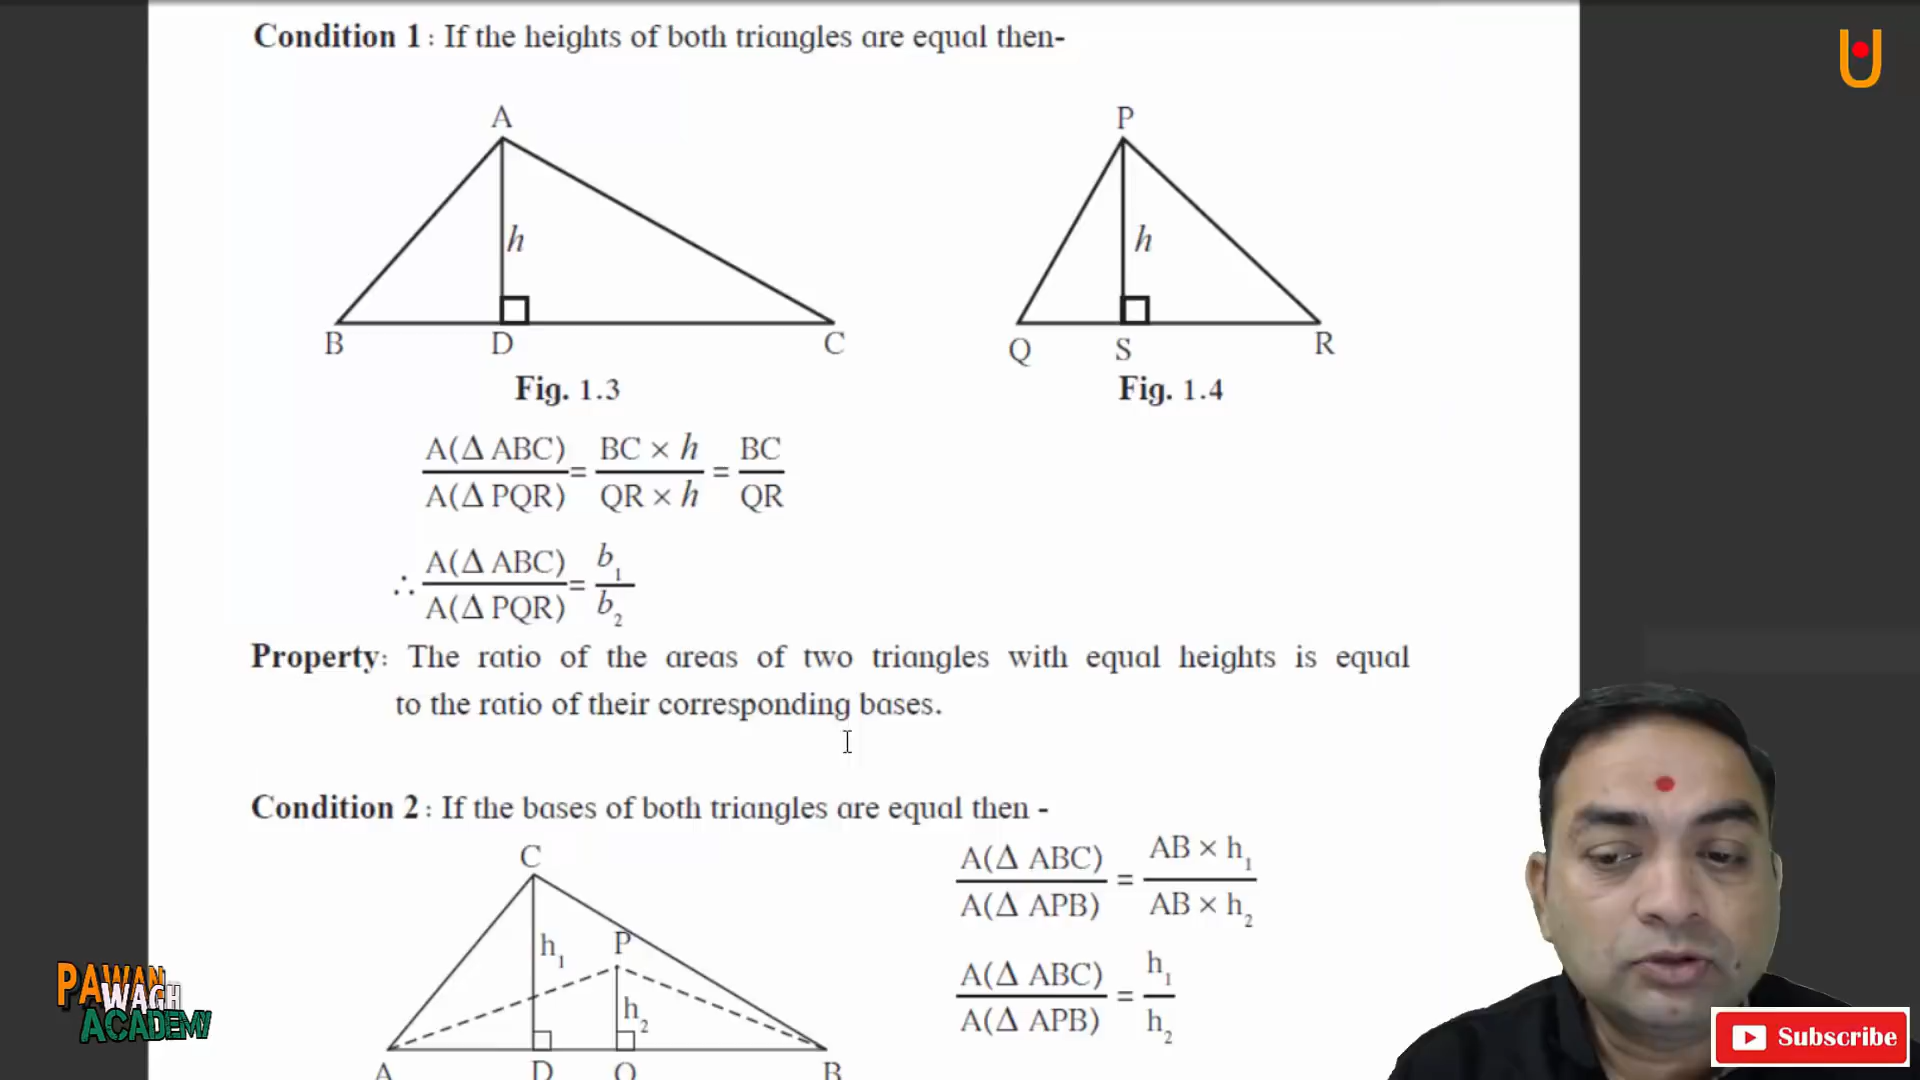 Condition 1 : If the heights of both triangles are equal then-
A
P
h
h
B D C
Q S R
Fig. 1.3
Fig. 1.4
A(Δ ABC) / A(Δ PQR) = BC × h / QR × h = BC / QR
∴ A(Δ ABC) / A(Δ PQR) = b₁ / b₂
Property: The ratio of the areas of two triangles with equal heights is equal
to the ratio of their corresponding bases.
Condition 2 : If the bases of both triangles are equal then -
C
h₁
P
h₂
A D Q B
A(Δ ABC) / A(Δ APB) = AB × h₁ / AB × h₂
A(Δ ABC) / A(Δ APB) = h₁ / h₂
PAWAN
WAGH
ACADEMY
Subscribe